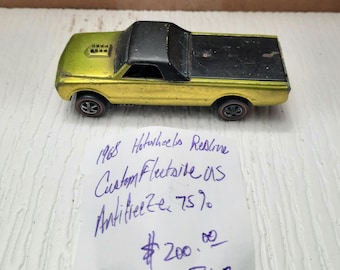 1968 Hotwheels Redline
Custom Fleetside US
Antifreeze 75%
$200.00